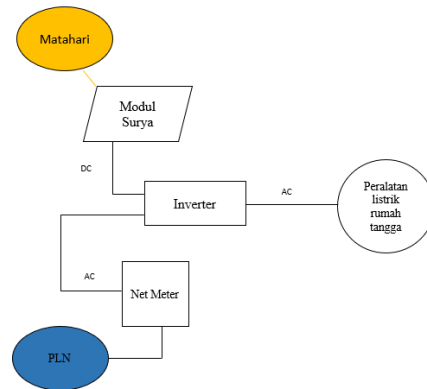 Matahari
Modul
Surya
DC
Inverter
AC
Peralatan
listrik
rumah
tangga
AC
Net Meter
PLN